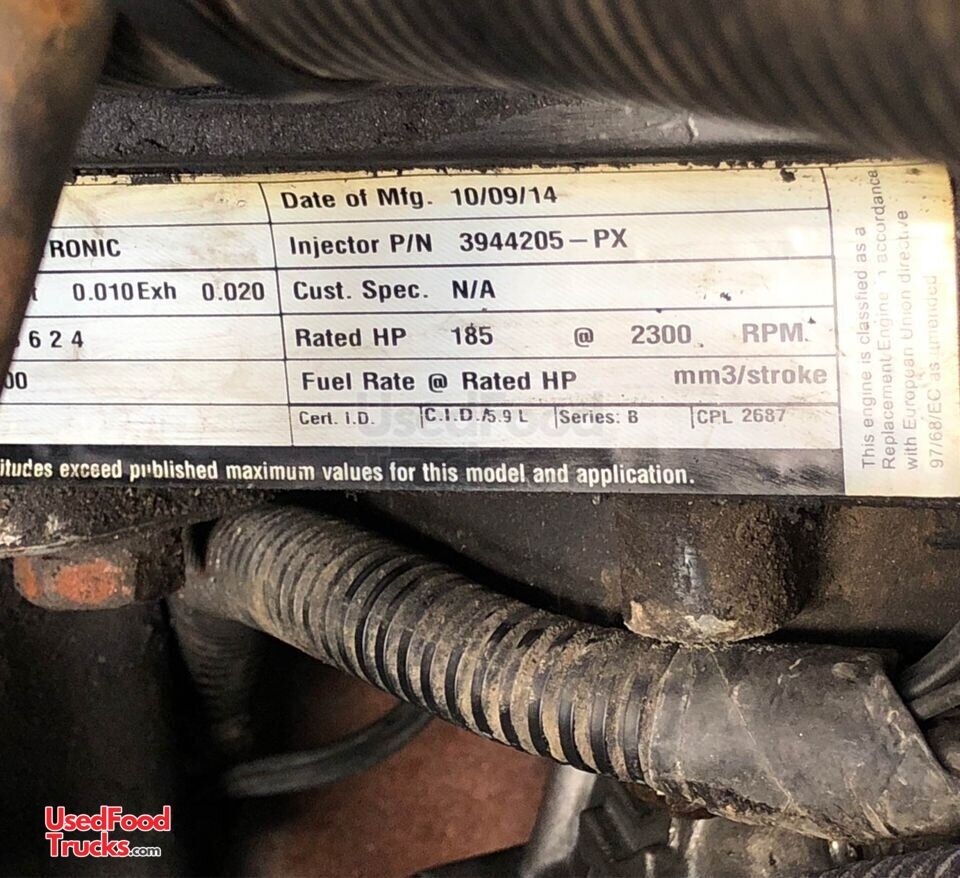 Date of Mfg. 10/09/14
RONIC Injector P/N 3944205-PX
0.010 Exh 0.020 Cust. Spec. N/A
624 Rated HP 185 @ 2300 RPM.
00 Fuel Rate @ Rated HP mm3/stroke
Cert. I.D. C.I.D./5.9 L Series: B CPL 2687
itudes exceed published maximum values for this model and application.
This engine is classfied as a
Replacement Engine accordance
with European Union directive
97/68/EC as amended
UsedFood
UsedFood
Trucks.com